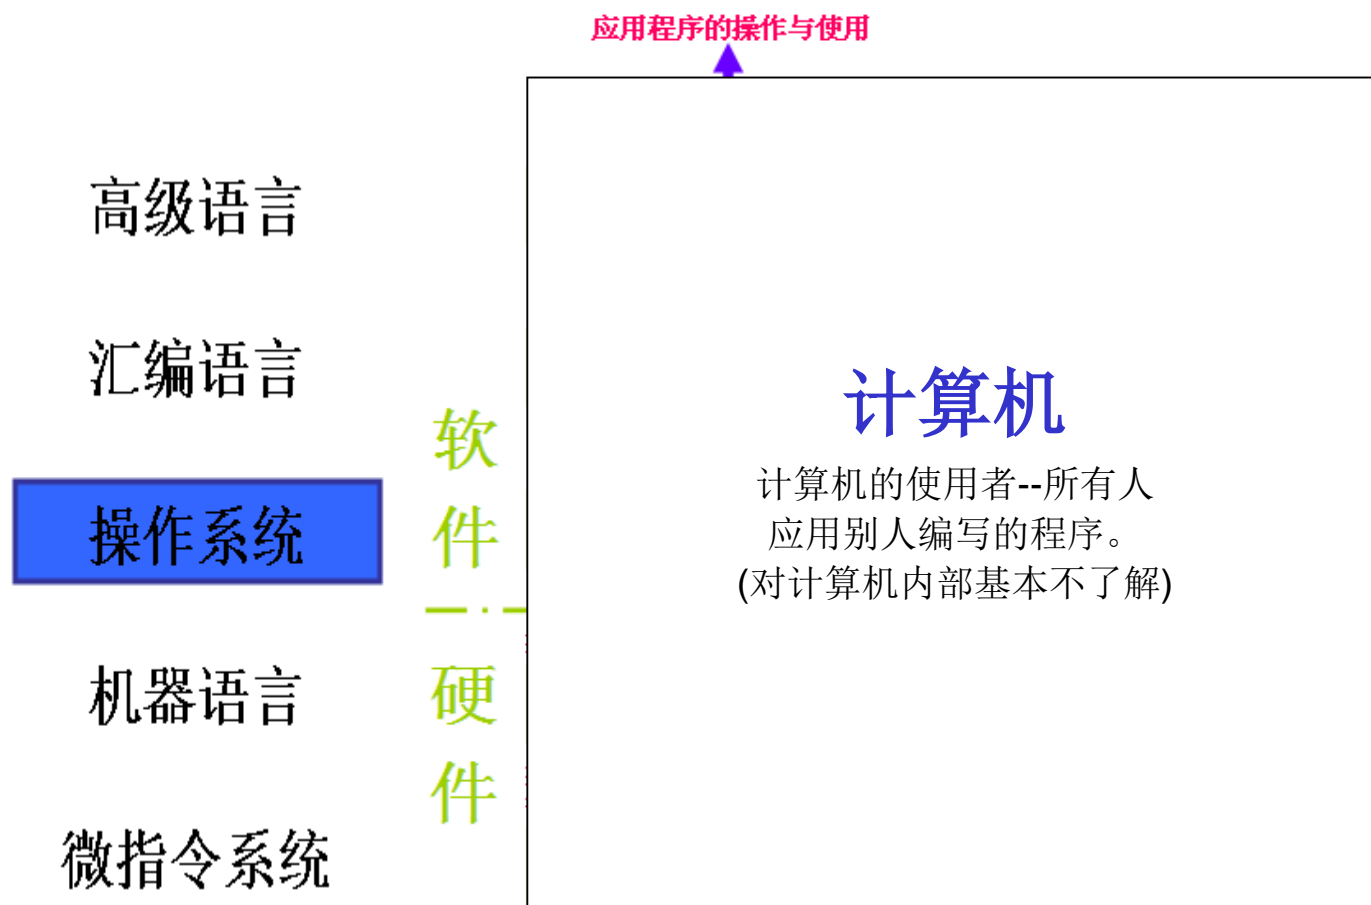 应用程序的操作与使用
高级语言
汇编语言
操作系统
机器语言
微指令系统
软
件
硬
件
计算机
计算机的使用者--所有人
应用别人编写的程序。
(对计算机内部基本不了解)